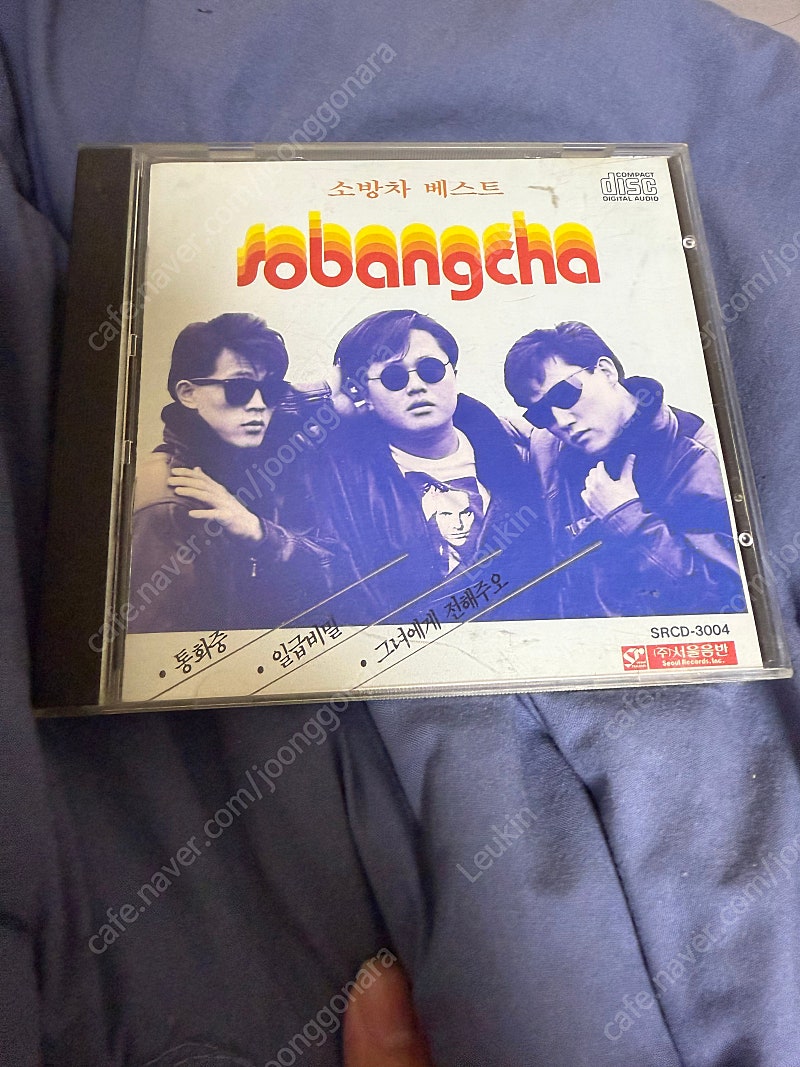 소방차 베스트
COMPACT
disc
DIGITAL AUDIO
sobangcha
• 통화중
• 일급비밀
• 그녀에게 전해주오
SRCD-3004
(주)서울음반
Seoul Records, Inc.
cafe.naver.com/joonggonara
Leukin